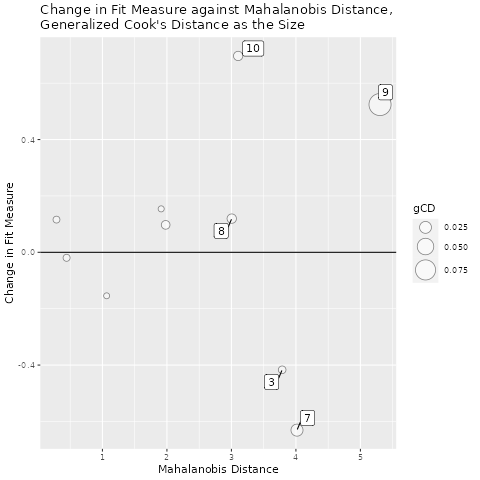 Change in Fit Measure against Mahalanobis Distance,
Generalized Cook's Distance as the Size
10
9
0.4
gCD
0.025
8
0.050
0.0
0.075
Change in Fit Measure
-0.4
3
7
1 2 3 4 5
Mahalanobis Distance